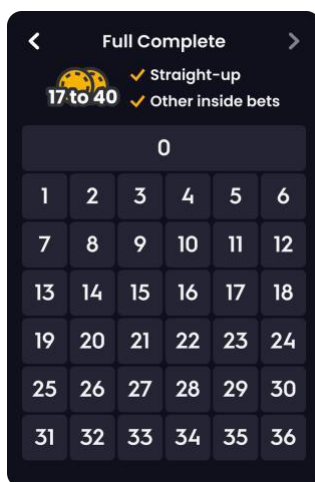 Full Complete
Straight-up
17 to 40
Other inside bets
0
1 2 3 4 5 6
7 8 9 10 11 12
13 14 15 16 17 18
19 20 21 22 23 24
25 26 27 28 29 30
31 32 33 34 35 36